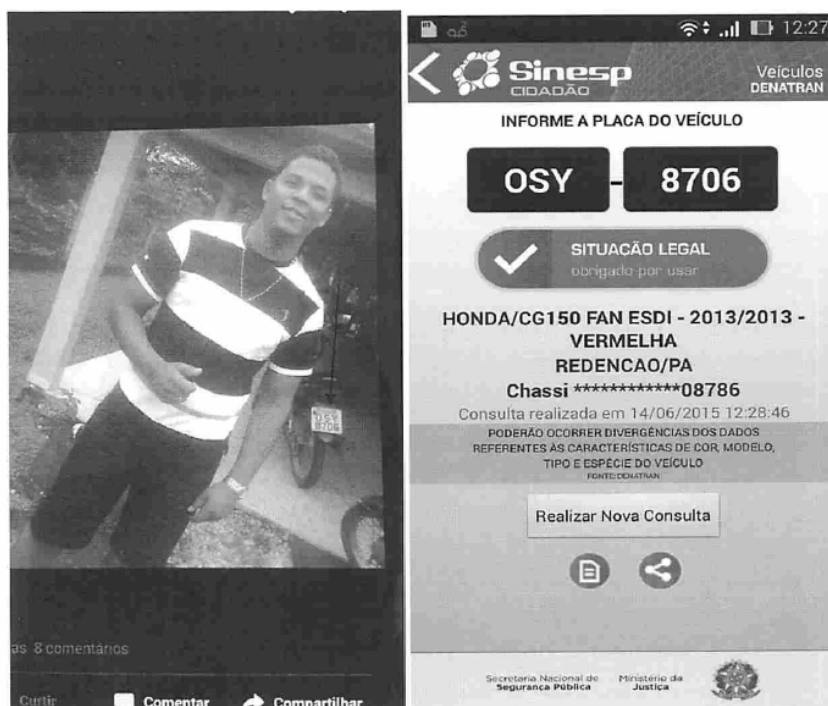 OSY
8706
as 8 comentários
Curtir
Comentar
Compartilhar
12:27
Sinesp
CIDADÃO
Veículos
DENATRAN
INFORME A PLACA DO VEÍCULO
OSY - 8706
SITUAÇÃO LEGAL
obrigado por usar
HONDA/CG150 FAN ESDI - 2013/2013 -
VERMELHA
REDENCAO/PA
Chassi ************08786
Consulta realizada em 14/06/2015 12:28:46
PODERÃO OCORRER DIVERGÊNCIAS DOS DADOS
REFERENTES ÀS CARACTERÍSTICAS DE COR, MODELO,
TIPO E ESPÉCIE DO VEÍCULO
FONTE: DENATRAN
Realizar Nova Consulta
Secretaria Nacional de
Segurança Pública
Ministério da
Justiça